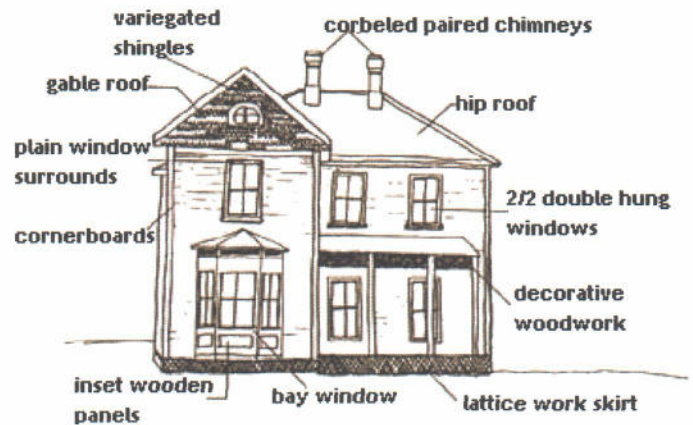 variegated
shingles
corbeled paired chimneys
gable roof
hip roof
plain window
surrounds
2/2 double hung
windows
cornerboards
decorative
woodwork
inset wooden
panels
bay window
lattice work skirt